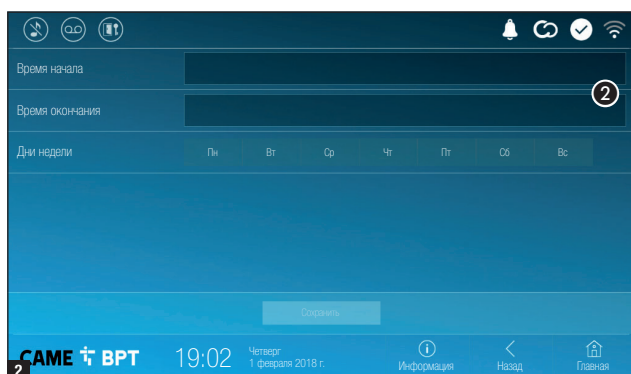 Время начала
2
Время окончания
Дни недели
Пн Вт Ср Чт Пт Сб Вс
Сохранить
CAME BPT 19:02 Четверг
1 февраля 2018 г.
Информация Назад Главная
2